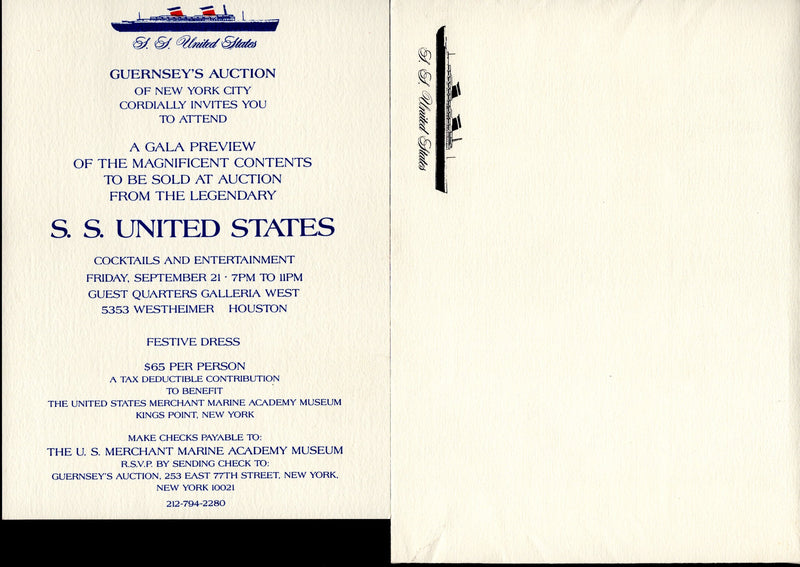 S. S. United States
GUERNSEY'S AUCTION
OF NEW YORK CITY
CORDIALLY INVITES YOU
TO ATTEND
A GALA PREVIEW
OF THE MAGNIFICENT CONTENTS
TO BE SOLD AT AUCTION
FROM THE LEGENDARY
S. S. UNITED STATES
COCKTAILS AND ENTERTAINMENT
FRIDAY, SEPTEMBER 21 · 7PM TO 11PM
GUEST QUARTERS GALLERIA WEST
5353 WESTHEIMER HOUSTON
FESTIVE DRESS
$65 PER PERSON
A TAX DEDUCTIBLE CONTRIBUTION
TO BENEFIT
THE UNITED STATES MERCHANT MARINE ACADEMY MUSEUM
KINGS POINT, NEW YORK
MAKE CHECKS PAYABLE TO:
THE U. S. MERCHANT MARINE ACADEMY MUSEUM
R.S.V.P. BY SENDING CHECK TO:
GUERNSEY'S AUCTION, 253 EAST 77TH STREET, NEW YORK,
NEW YORK 10021
212-794-2280
S. S. United States